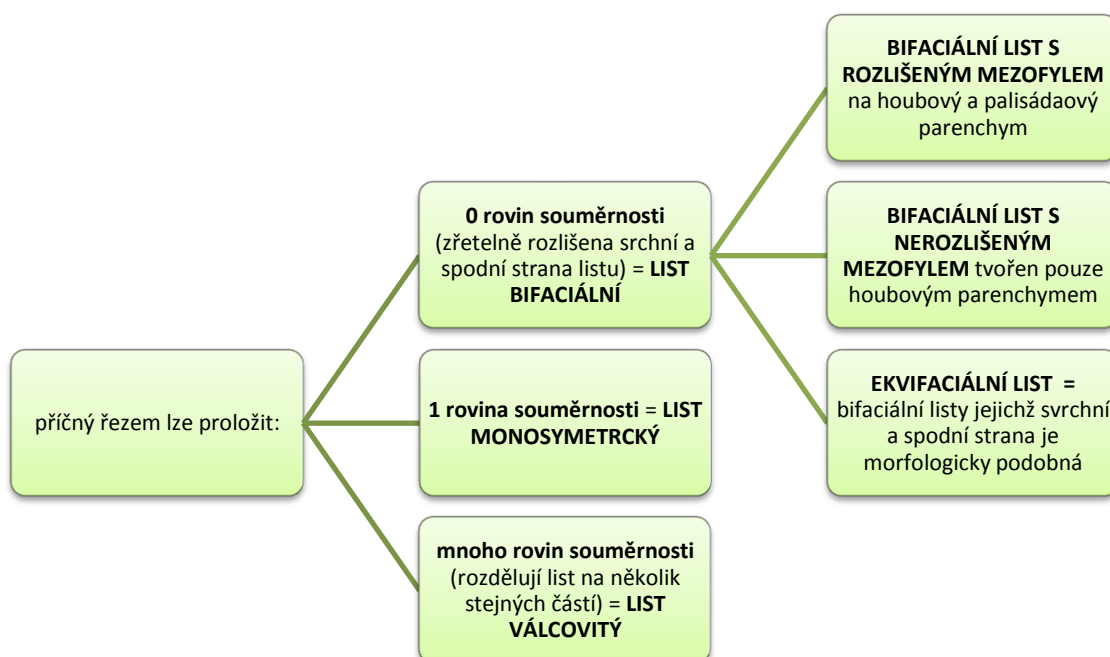 příčný řezem lze proložit:
0 rovin souměrnosti
(zřetelně rozlišena srchní a
spodní strana listu) = LIST
BIFACIÁLNÍ
1 rovina souměrnosti = LIST
MONOSYMETRCKÝ
mnoho rovin souměrnosti
(rozdělují list na několik
stejných částí) = LIST
VÁLCOVITÝ
BIFACIÁLNÍ LIST S
ROZLIŠENÝM MEZOFYLEM
na houbový a palisádaový
parenchym
BIFACIÁLNÍ LIST S
NEROZLIŠENÝM
MEZOFYLEM tvořen pouze
houbovým parenchymem
EKVIFACIÁLNÍ LIST =
bifaciální listy jejichž svrchní
a spodní strana je
morfologicky podobná